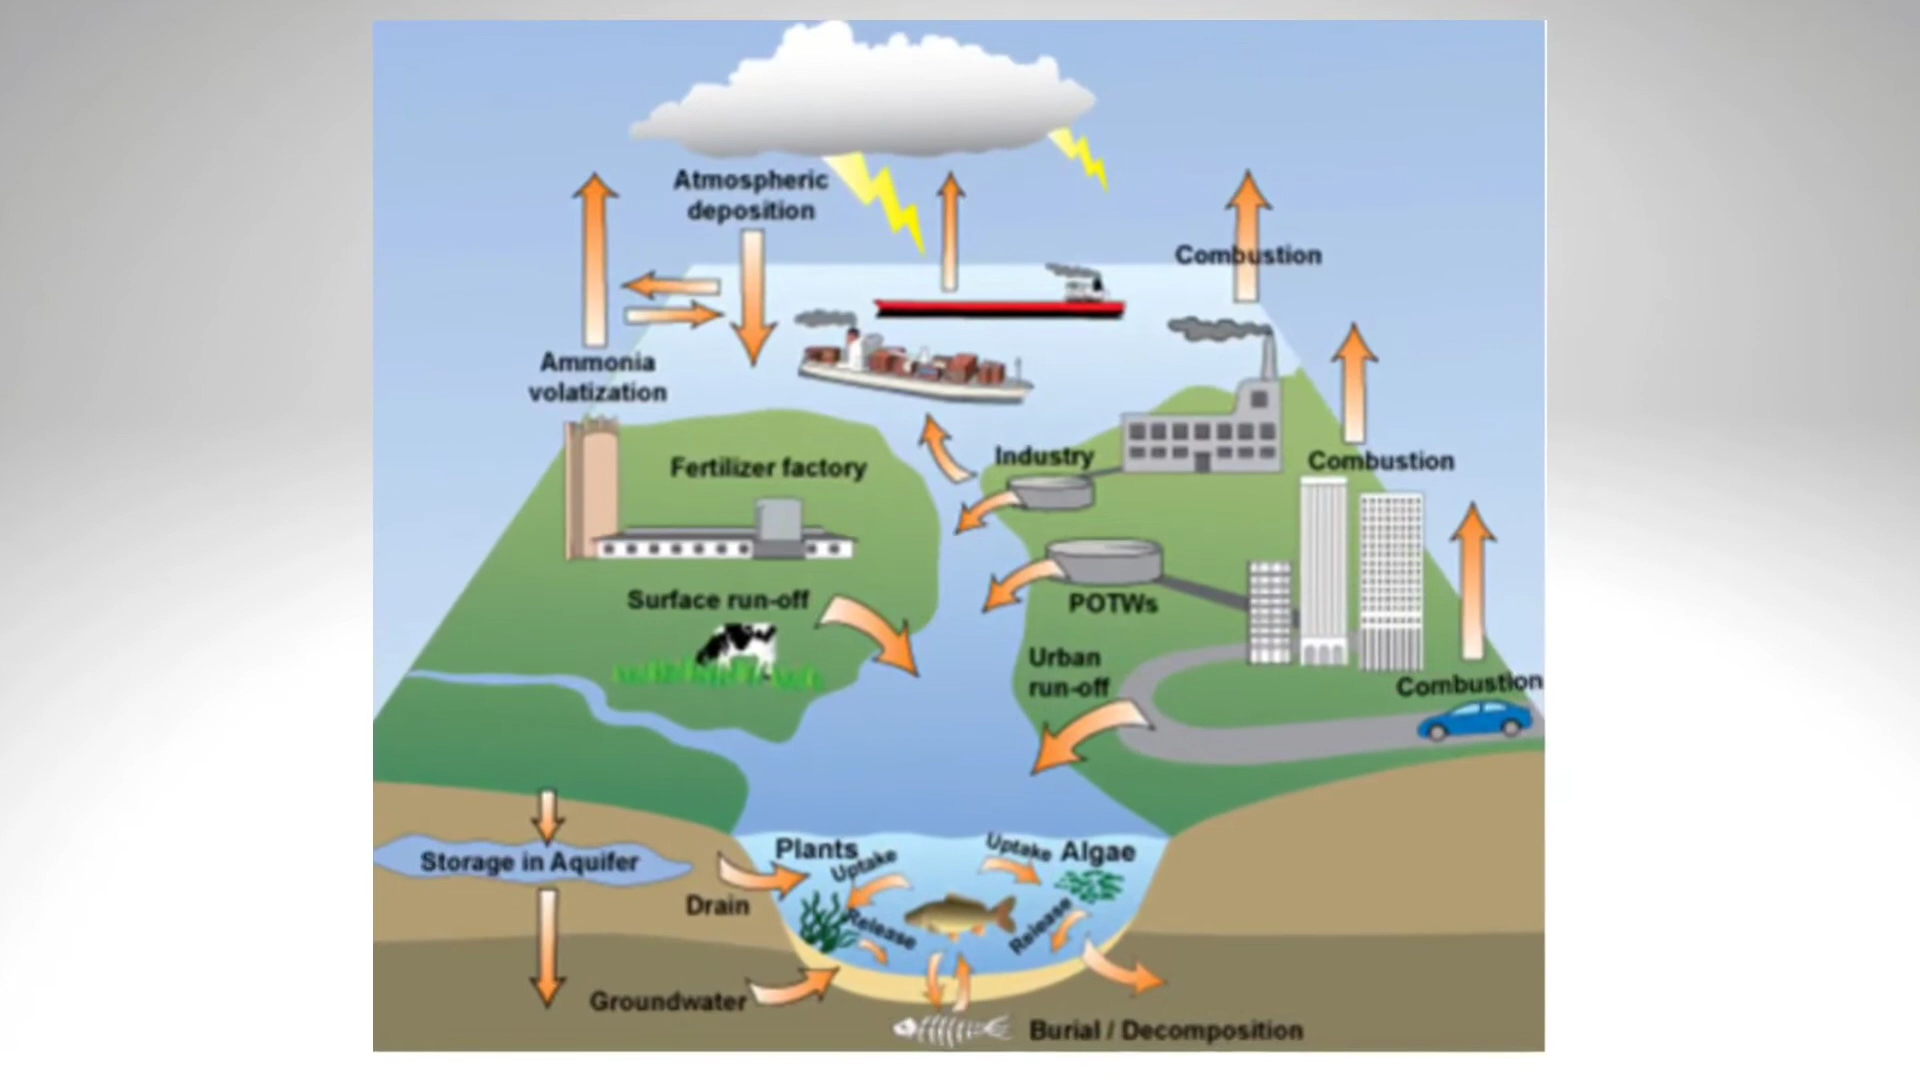 Atmospheric
deposition
Combustion
Ammonia
volatization
Industry
Combustion
Fertilizer factory
Surface run-off
POTWs
Urban
run-off
Combustion
Plants
Uptake
Uptake
Algae
Storage in Aquifer
Drain
Release
Release
Groundwater
Burial / Decomposition